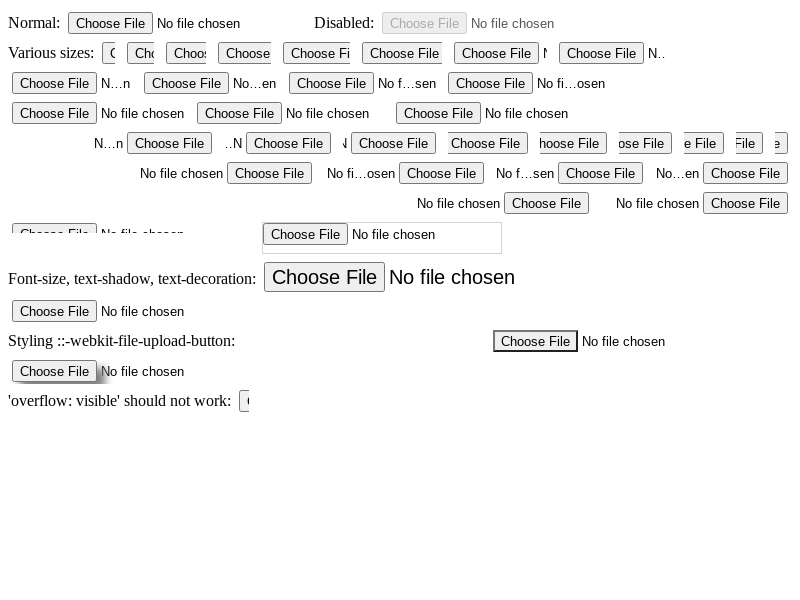 Normal: Choose File No file chosen Disabled: Choose File No file chosen
Various sizes: Choo Choose Choose Fi Choose File Choose File Choose File N…
Choose File N…n Choose File No…en Choose File No f…sen Choose File No fi…osen
Choose File No file chosen Choose File No file chosen Choose File No file chosen
N…n Choose File …N Choose File N Choose File Choose File hoose File ose File e File File e
No file chosen Choose File No fi…osen Choose File No f…sen Choose File No…en Choose File
No file chosen Choose File No file chosen Choose File
Choose File No file chosen Choose File No file chosen
Font-size, text-shadow, text-decoration: Choose File No file chosen
Choose File No file chosen
Styling ::-webkit-file-upload-button: Choose File No file chosen
Choose File No file chosen
'overflow: visible' should not work: